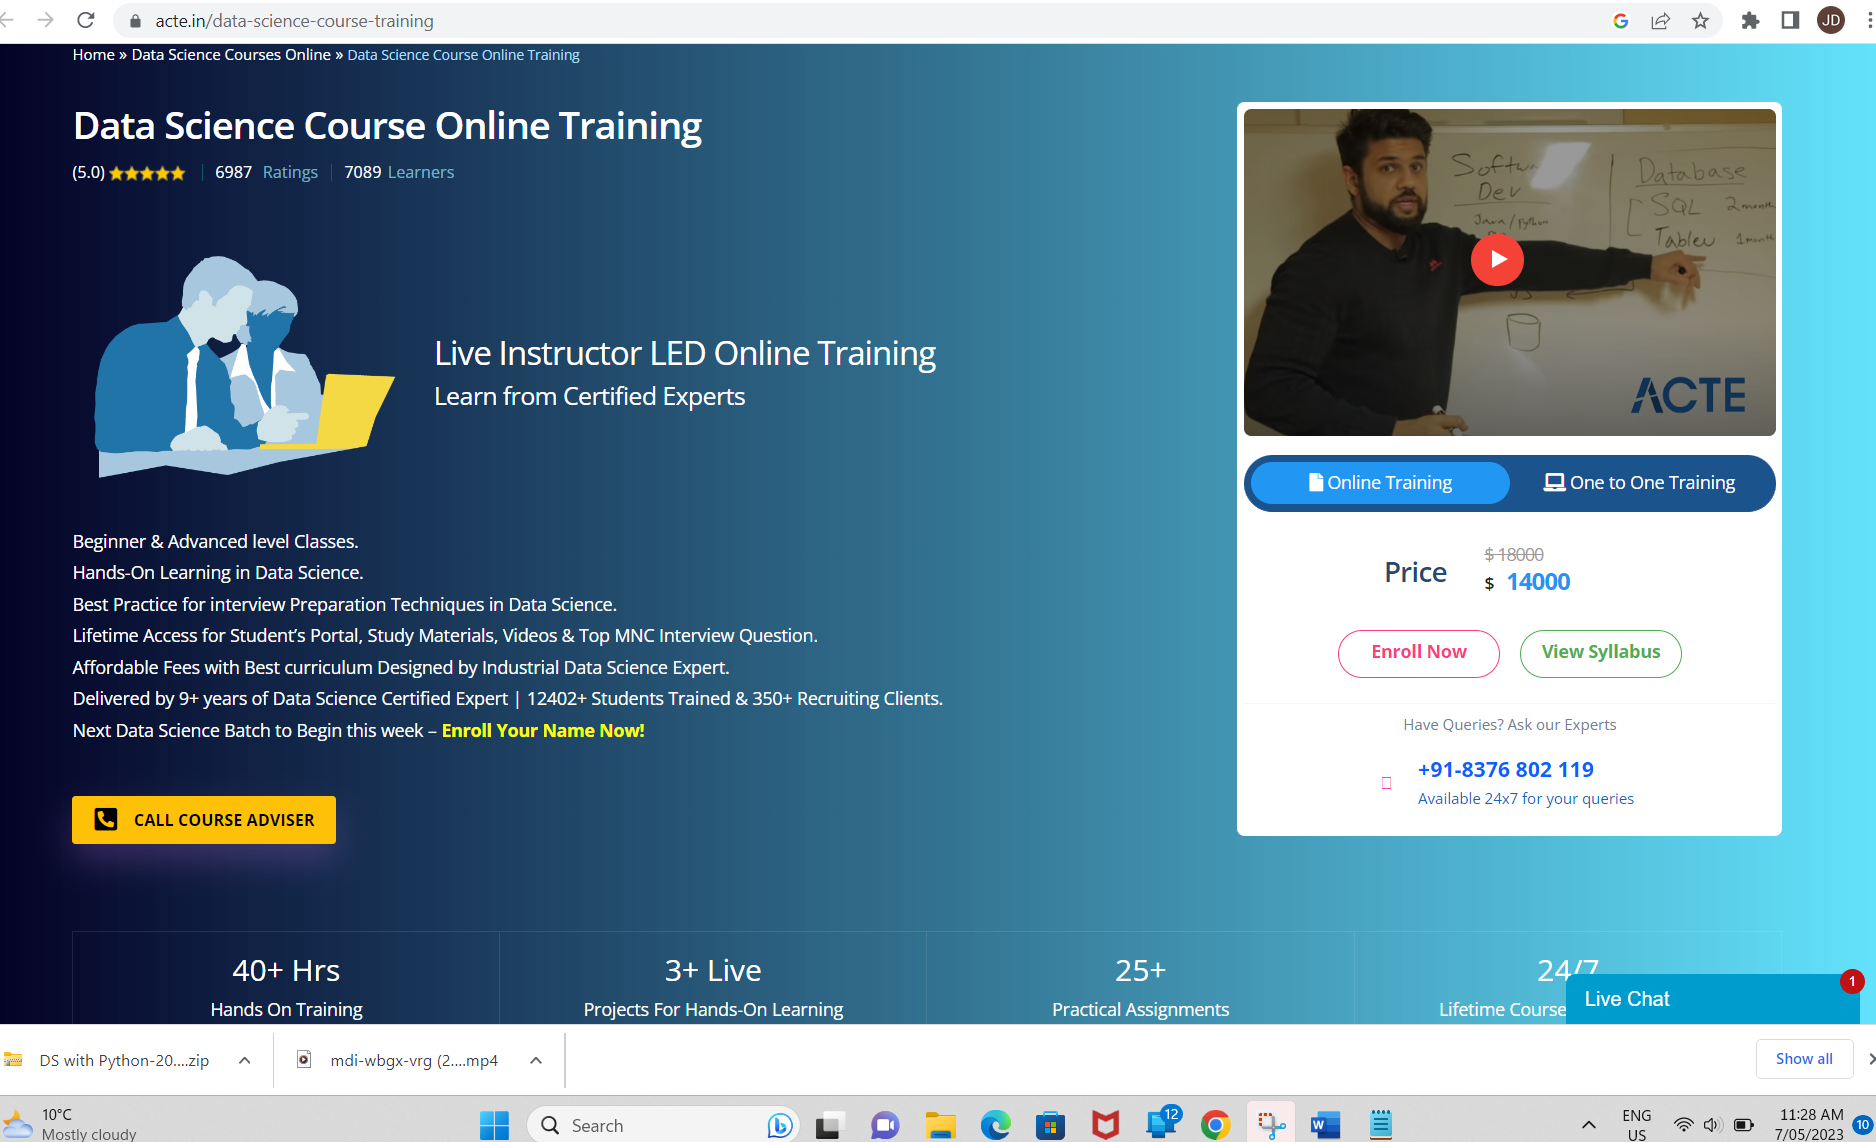 acte.in/data-science-course-training
JD
Home » Data Science Courses Online » Data Science Course Online Training
Data Science Course Online Training
(5.0) 6987 Ratings 7089 Learners
Live Instructor LED Online Training
Learn from Certified Experts
Beginner & Advanced level Classes.
Hands-On Learning in Data Science.
Best Practice for interview Preparation Techniques in Data Science.
Lifetime Access for Student’s Portal, Study Materials, Videos & Top MNC Interview Question.
Affordable Fees with Best curriculum Designed by Industrial Data Science Expert.
Delivered by 9+ years of Data Science Certified Expert | 12402+ Students Trained & 350+ Recruiting Clients.
Next Data Science Batch to Begin this week – Enroll Your Name Now!
CALL COURSE ADVISER
Dev
Database
Java / Python
SQL 2 month
1 month
ACTE
Online Training
One to One Training
Price
$ 18000
$ 14000
Enroll Now
View Syllabus
Have Queries? Ask our Experts
+91-8376 802 119
Available 24x7 for your queries
40+ Hrs
Hands On Training
3+ Live
Projects For Hands-On Learning
25+
Practical Assignments
24/7
Lifetime Course
Live Chat
1
DS with Python-20....zip
mdi-wbgx-vrg (2....mp4
Show all
10°C
Mostly cloudy
Search
12
ENG
US
11:28 AM
7/05/2023
10